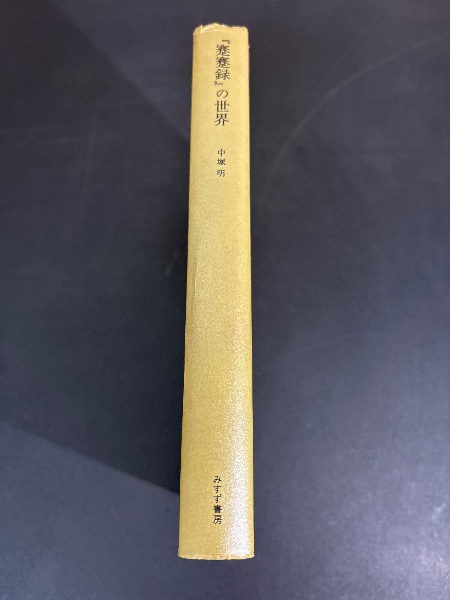 『蹇蹇録』の世界
中塚 明
みすず書房